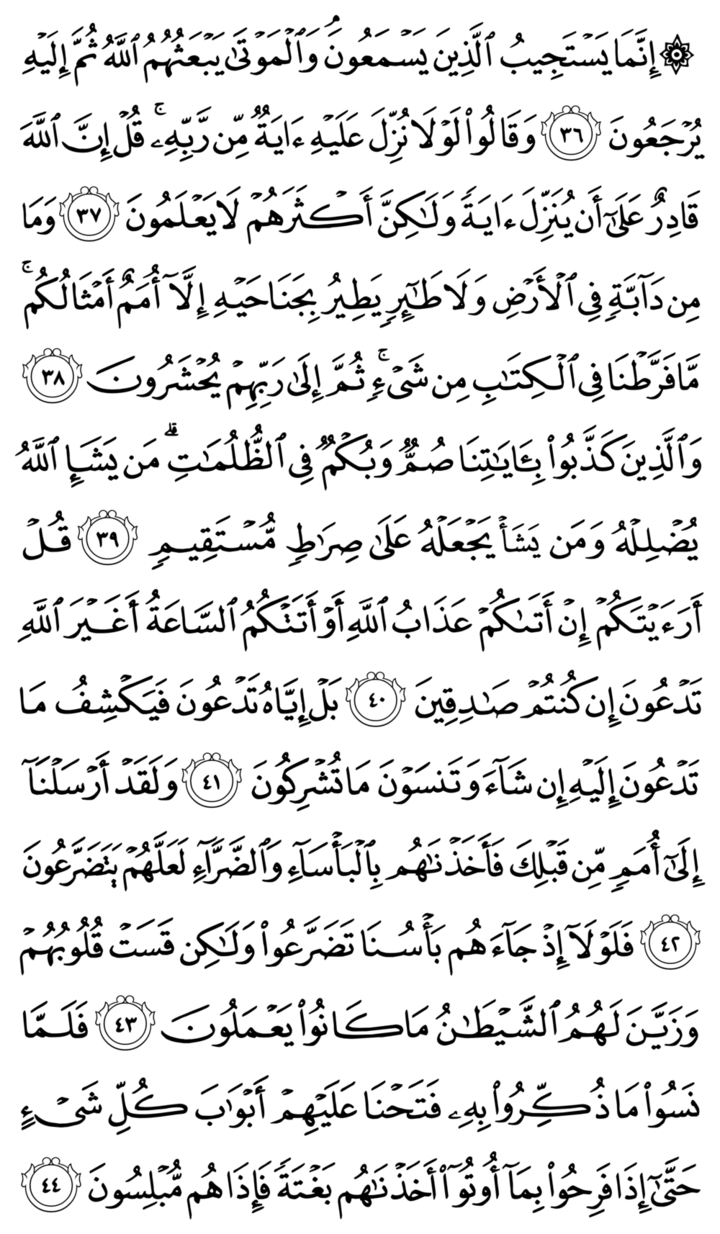 ۞ إِنَّمَا يَسْتَجِيبُ ٱلَّذِينَ يَسْمَعُونَۘ وَٱلْمَوْتَىٰ يَبْعَثُهُمُ ٱللَّهُ ثُمَّ إِلَيْهِ
يُرْجَعُونَ ٣٦ وَقَالُوا۟ لَوْلَا نُزِّلَ عَلَيْهِ ءَايَةٌ مِّن رَّبِّهِۦۚ قُلْ إِنَّ ٱللَّهَ
قَادِرٌ عَلَىٰٓ أَن يُنَزِّلَ ءَايَةً وَلَـٰكِنَّ أَكْثَرَهُمْ لَا يَعْلَمُونَ ٣٧ وَمَا
مِن دَآبَّةٍ فِى ٱلْأَرْضِ وَلَا طَـٰٓئِرٍ يَطِيرُ بِجَنَاحَيْهِ إِلَّآ أُمَمٌ أَمْثَالُكُمۚ
مَّا فَرَّطْنَا فِى ٱلْكِتَـٰبِ مِن شَىْءٍۚ ثُمَّ إِلَىٰ رَبِّهِمْ يُحْشَرُونَ ٣٨
وَٱلَّذِينَ كَذَّبُوا۟ بِـَٔايَـٰتِنَا صُمٌّ وَبُكْمٌ فِى ٱلظُّلُمَـٰتِۗ مَن يَشَإِ ٱللَّهُ
يُضْلِلْهُ وَمَن يَشَأْ يَجْعَلْهُ عَلَىٰ صِرَٰطٍ مُّسْتَقِيمٍ ٣٩ قُلْ
أَرَءَيْتَكُمْ إِنْ أَتَىٰكُمْ عَذَابُ ٱللَّهِ أَوْ أَتَتْكُمُ ٱلسَّاعَةُ أَغَيْرَ ٱللَّهِ
تَدْعُونَ إِن كُنتُمْ صَـٰدِقِينَ ٤٠ بَلْ إِيَّاهُ تَدْعُونَ فَيَكْشِفُ مَا
تَدْعُونَ إِلَيْهِ إِن شَآءَ وَتَنسَوْنَ مَا تُشْرِكُونَ ٤١ وَلَقَدْ أَرْسَلْنَآ
إِلَىٰٓ أُمَمٍ مِّن قَبْلِكَ فَأَخَذْنَـٰهُم بِٱلْبَأْسَآءِ وَٱلضَّرَّآءِ لَعَلَّهُمْ يَتَضَرَّعُونَ
٤٢ فَلَوْلَآ إِذْ جَآءَهُم بَأْسُنَا تَضَرَّعُوا۟ وَلَـٰكِن قَسَتْ قُلُوبُهُمْ
وَزَيَّنَ لَهُمُ ٱلشَّيْطَـٰنُ مَا كَانُوا۟ يَعْمَلُونَ ٤٣ فَلَمَّا
نَسُوا۟ مَا ذُكِّرُوا۟ بِهِۦ فَتَحْنَا عَلَيْهِمْ أَبْوَٰبَ كُلِّ شَىْءٍ
حَتَّىٰٓ إِذَا فَرِحُوا۟ بِمَآ أُوتُوٓا۟ أَخَذْنَـٰهُم بَغْتَةً فَإِذَا هُم مُّبْلِسُونَ ٤٤